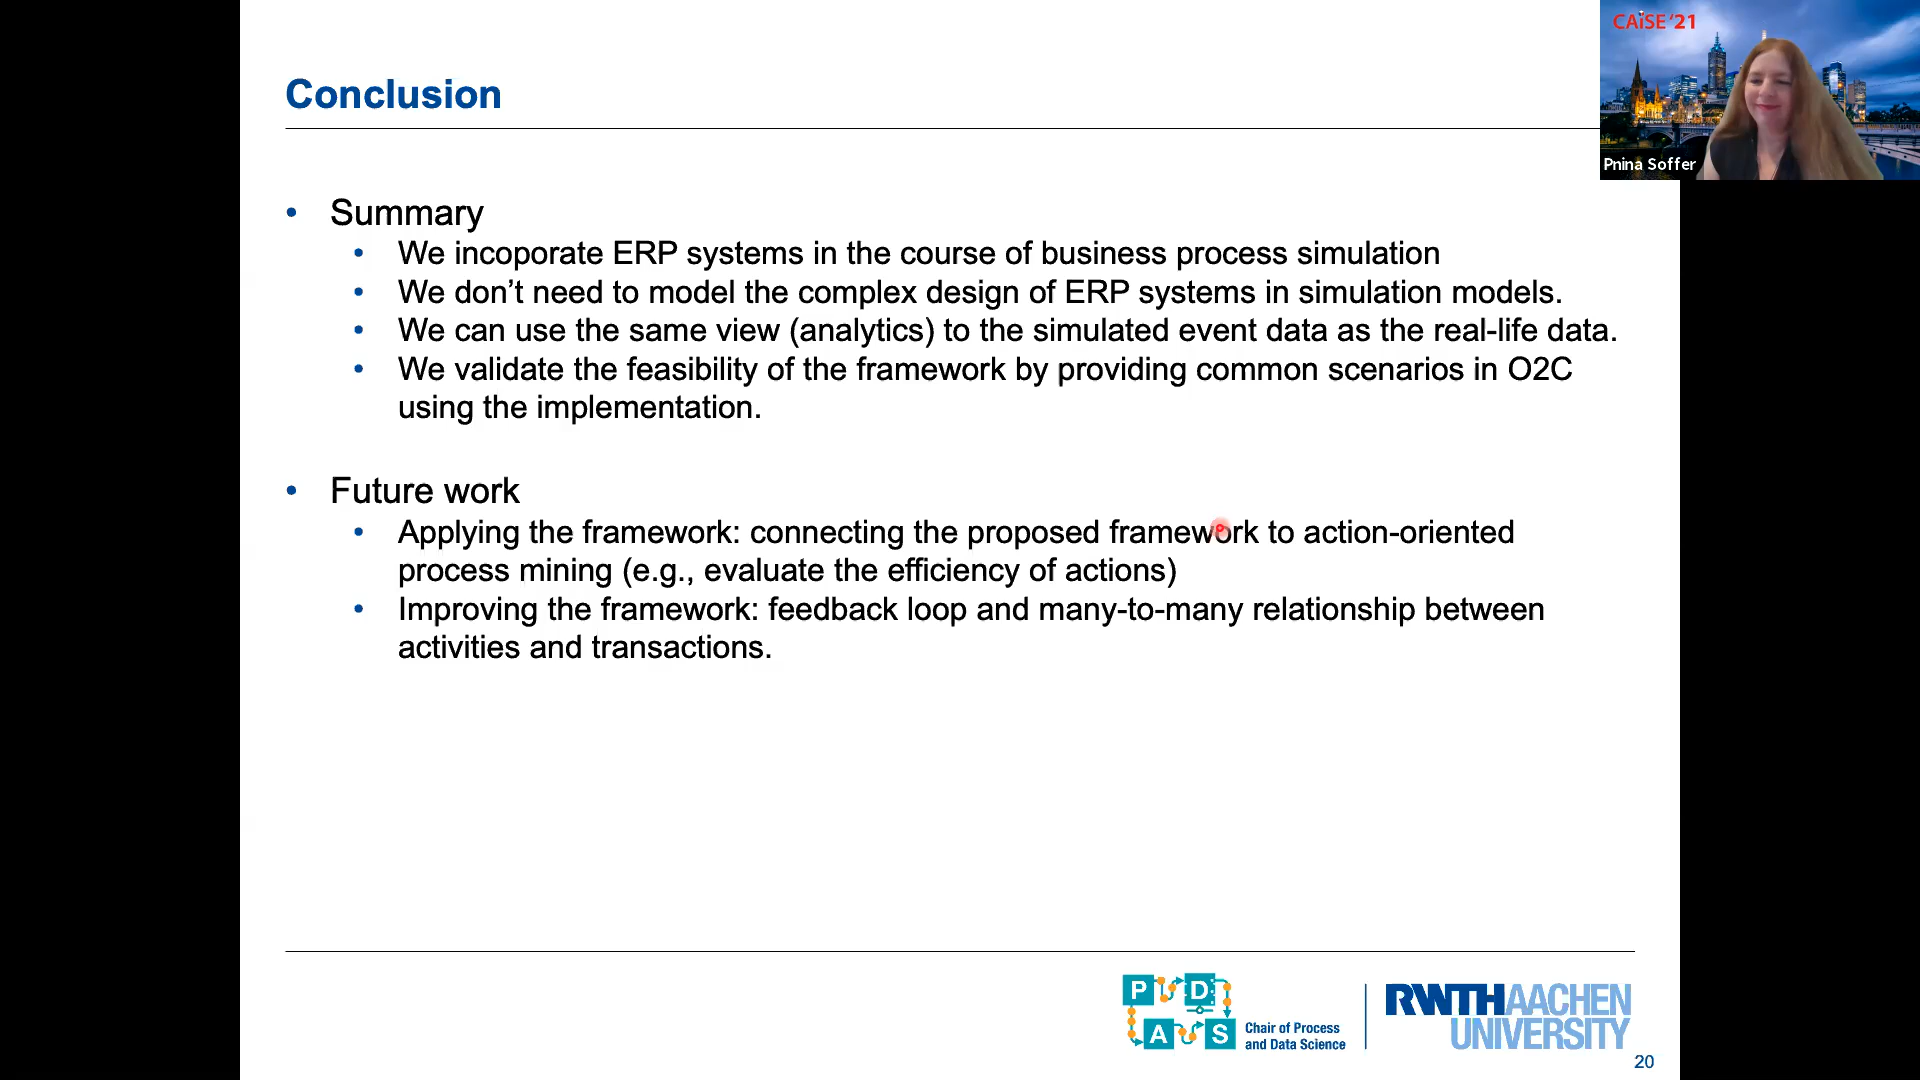 Conclusion
CAiSE '21
Pnina Soffer
• Summary
• We incoporate ERP systems in the course of business process simulation
• We don’t need to model the complex design of ERP systems in simulation models.
• We can use the same view (analytics) to the simulated event data as the real-life data.
• We validate the feasibility of the framework by providing common scenarios in O2C
using the implementation.
• Future work
• Applying the framework: connecting the proposed framework to action-oriented
process mining (e.g., evaluate the efficiency of actions)
• Improving the framework: feedback loop and many-to-many relationship between
activities and transactions.
P D
A S
Chair of Process
and Data Science
RWTH AACHEN
UNIVERSITY
20